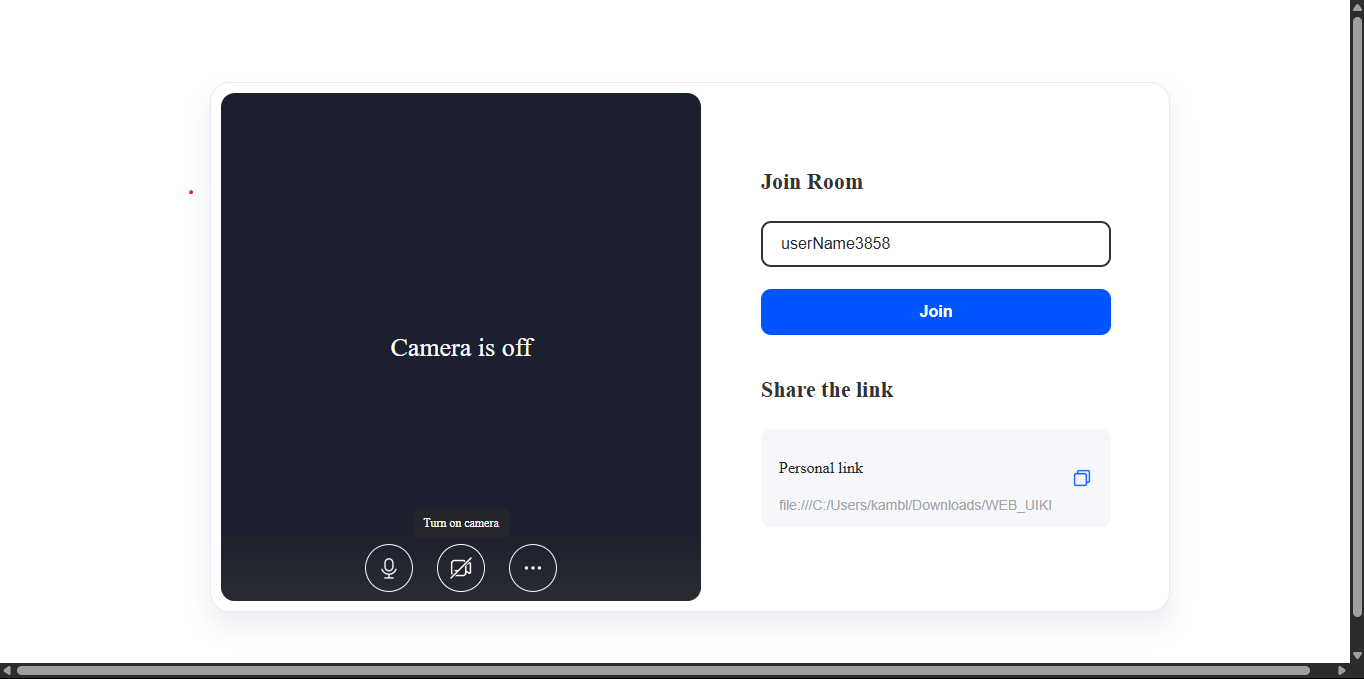 Join Room
userName3858
Join
Camera is off
Share the link
Personal link
file:///C:/Users/kambl/Downloads/WEB_UIKI
Turn on camera